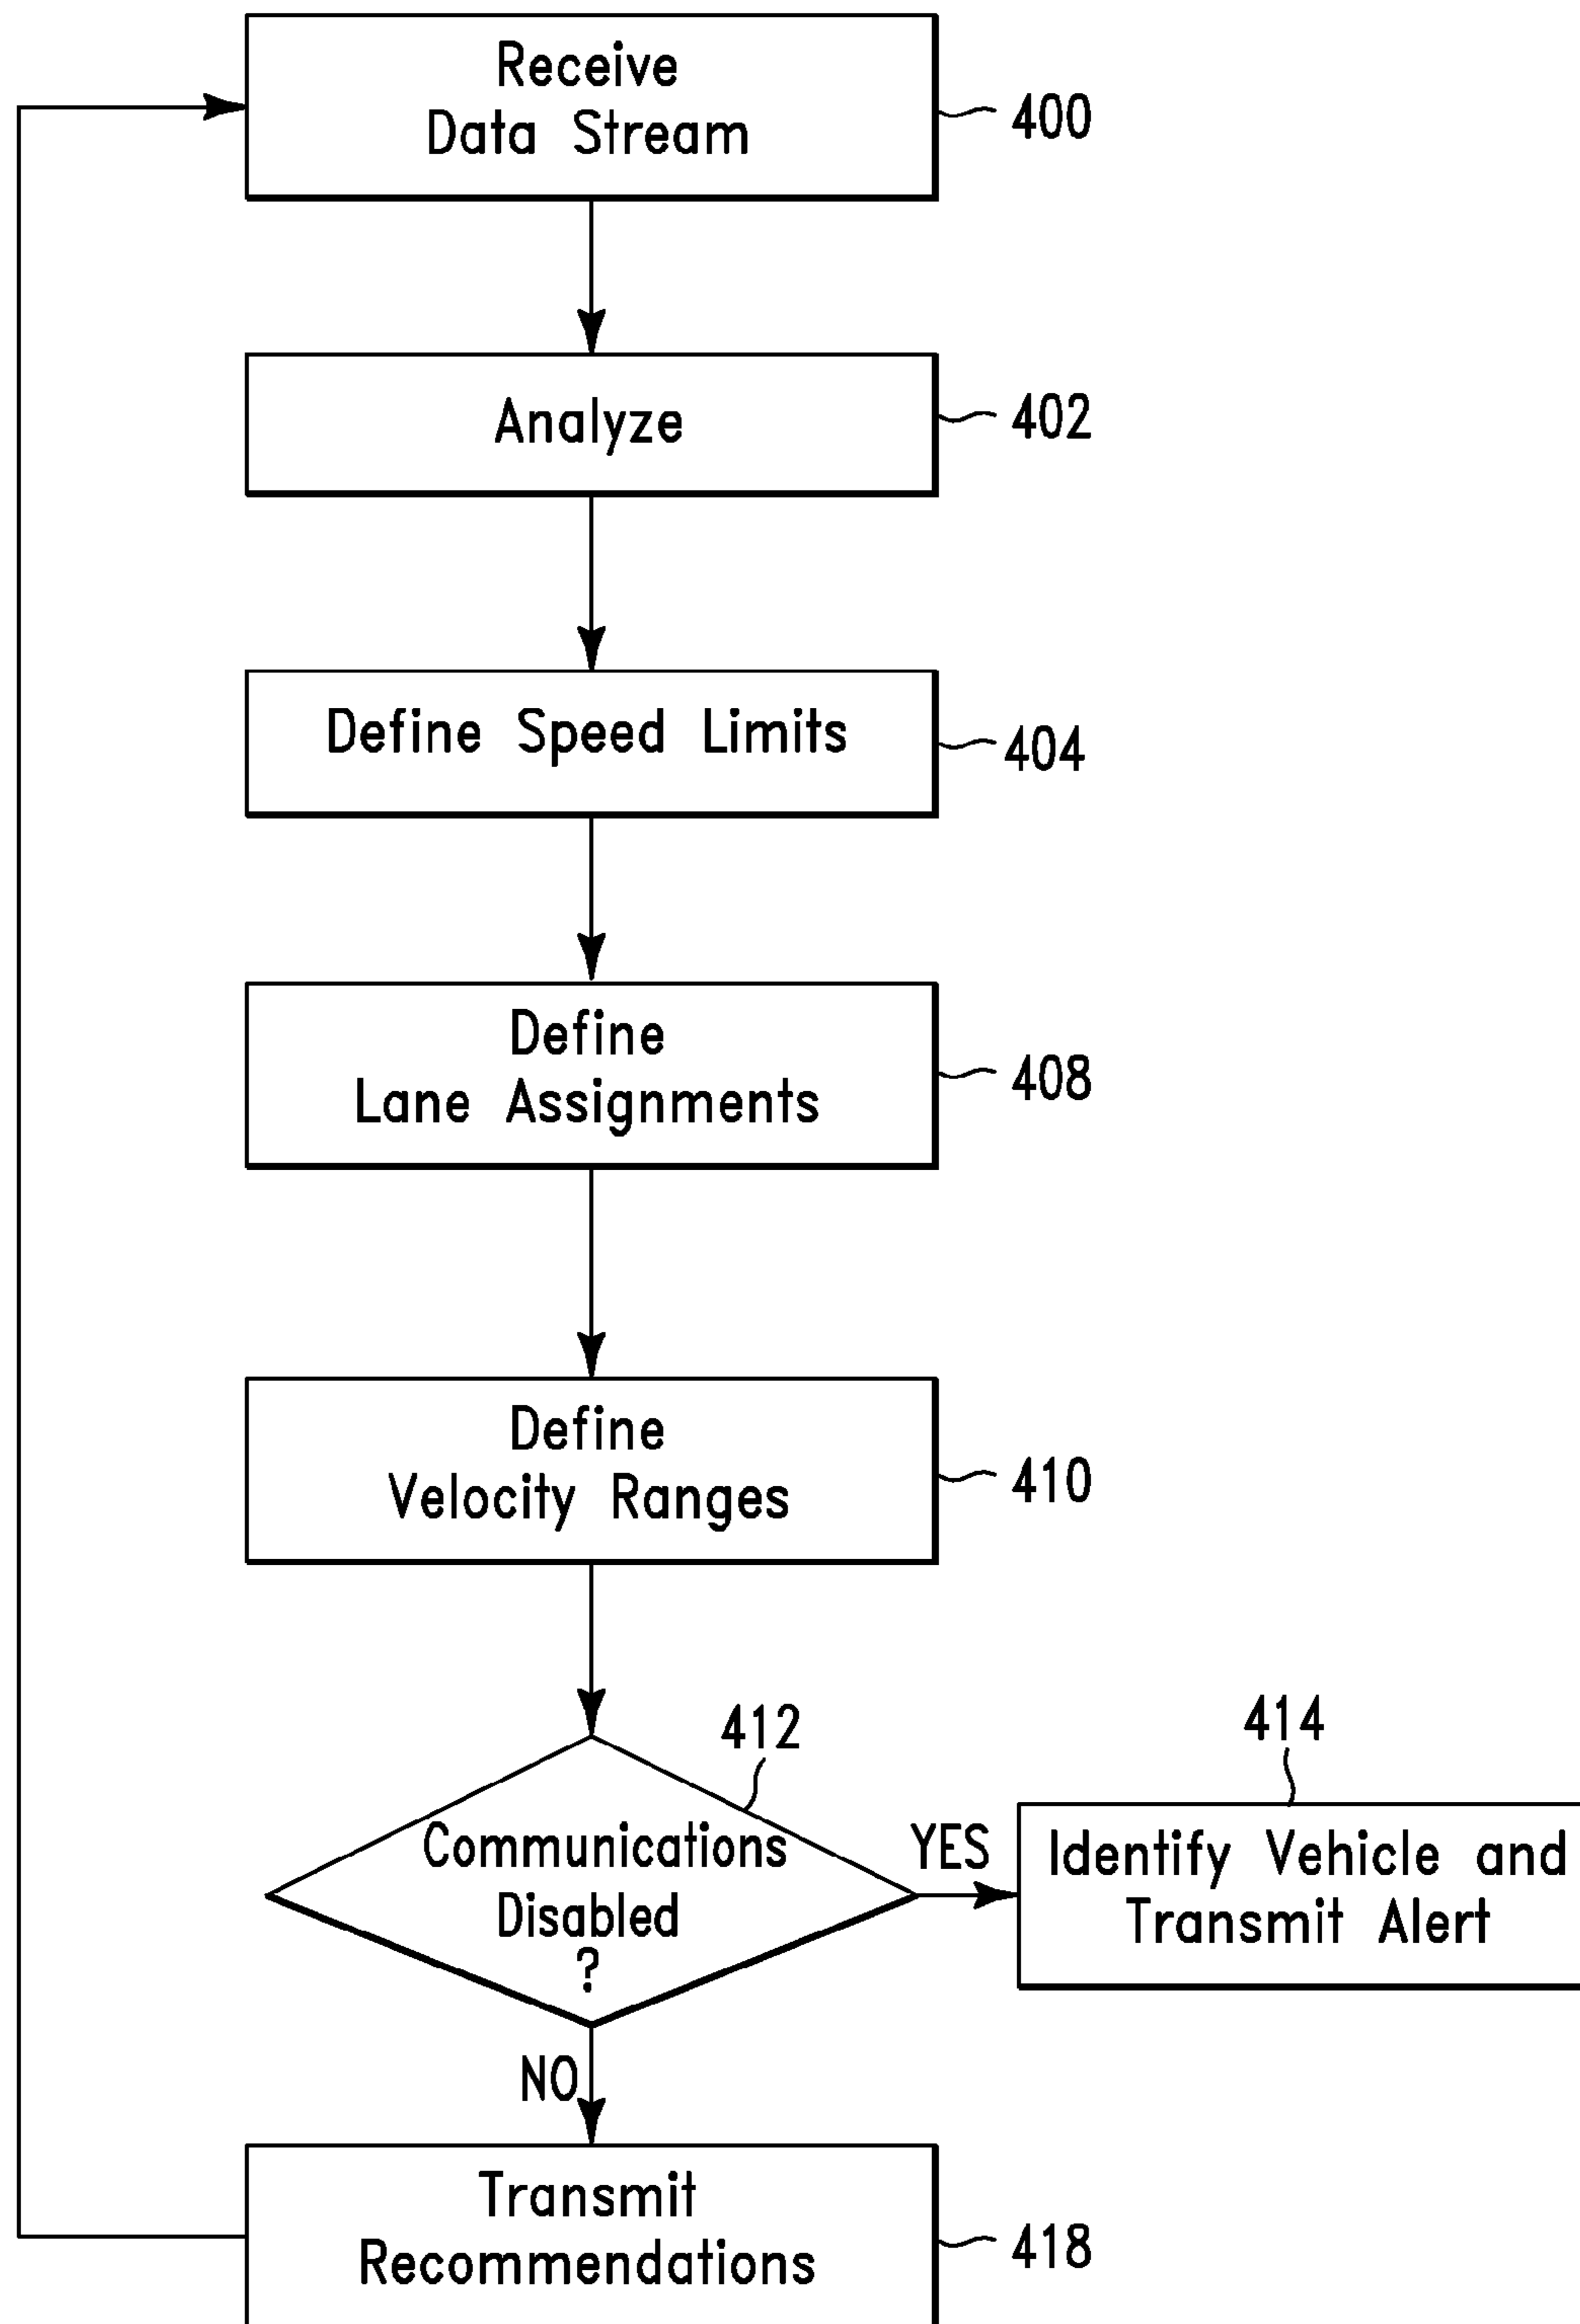 Receive
Data Stream
400
Analyze
402
Define Speed Limits
404
Define
Lane Assignments
408
Define
Velocity Ranges
410
412
414
Communications
Disabled
?
YES
Identify Vehicle and
Transmit Alert
NO
Transmit
Recommendations
418